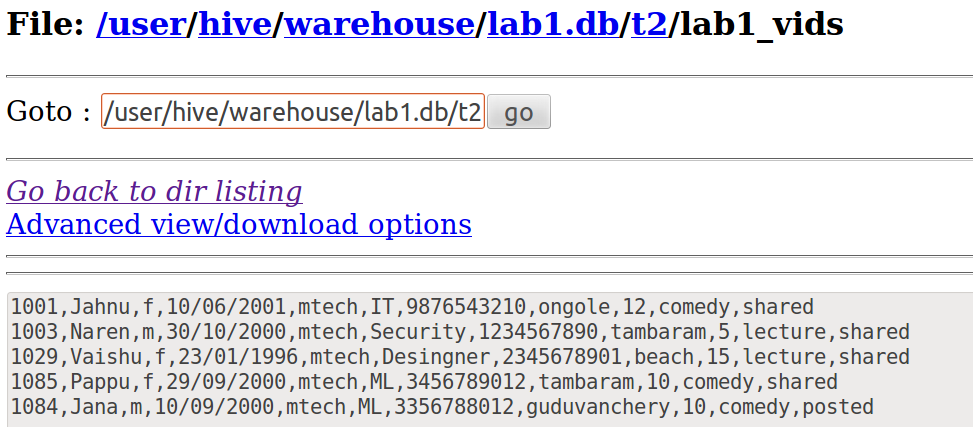 File: /user/hive/warehouse/lab1.db/t2/lab1_vids
Goto : /user/hive/warehouse/lab1.db/t2 go
Go back to dir listing
Advanced view/download options
1001,Jahnu,f,10/06/2001,mtech,IT,9876543210,ongole,12,comedy,shared
1003,Naren,m,30/10/2000,mtech,Security,1234567890,tambaram,5,lecture,shared
1029,Vaishu,f,23/01/1996,mtech,Desingner,2345678901,beach,15,lecture,shared
1085,Pappu,f,29/09/2000,mtech,ML,3456789012,tambaram,10,comedy,shared
1084,Jana,m,10/09/2000,mtech,ML,3356788012,guduvanchery,10,comedy,posted